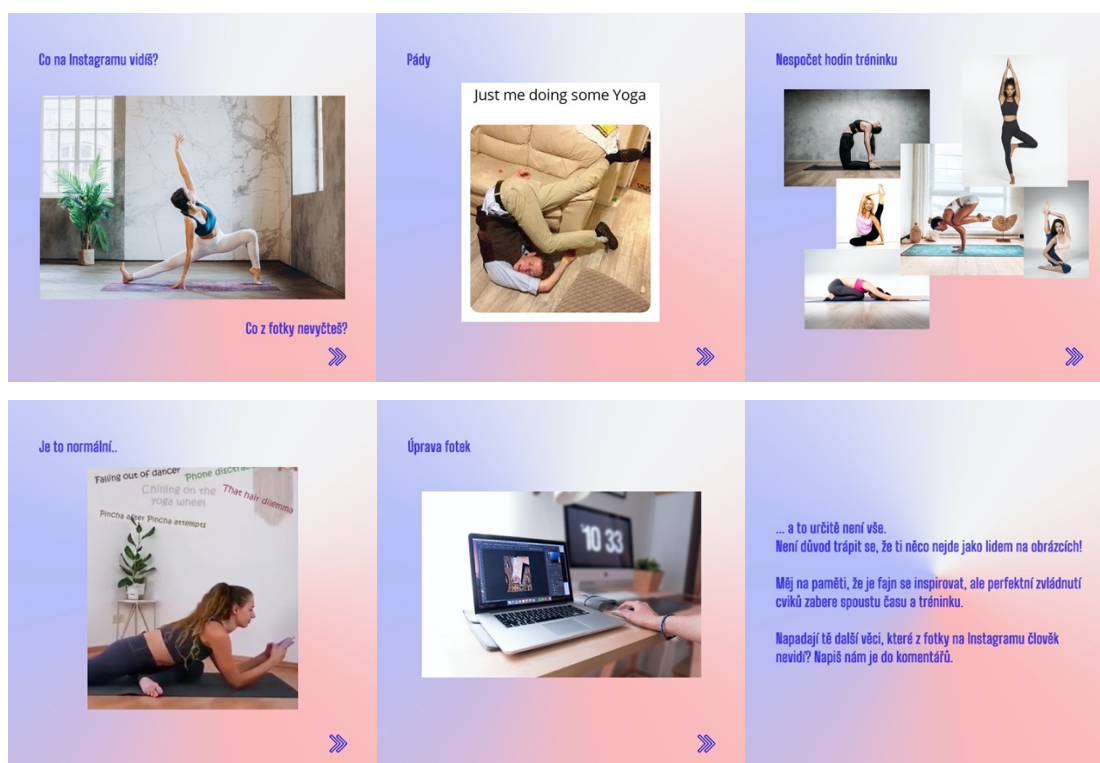 Co na Instagramu vidíš?
Co z fotky nevyčteš?
Pády
Just me doing some Yoga
Nespočet hodin tréninku
Je to normální..
Falling out of dancer
Phone
Chilling on the
yoga wheel
That hair dilemma
Pincha after Pincha attempts
Úprava fotek
10 33
... a to určitě není vše.
Není důvod trápit se, že ti něco nejde jako lidem na obrázcích!
Měj na paměti, že je fajn se inspirovat, ale perfektní zvládnutí
cviků zabere spoustu času a tréninku.
Napadají tě další věci, které z fotky na Instagramu člověk
nevidí? Napiš nám je do komentářů.